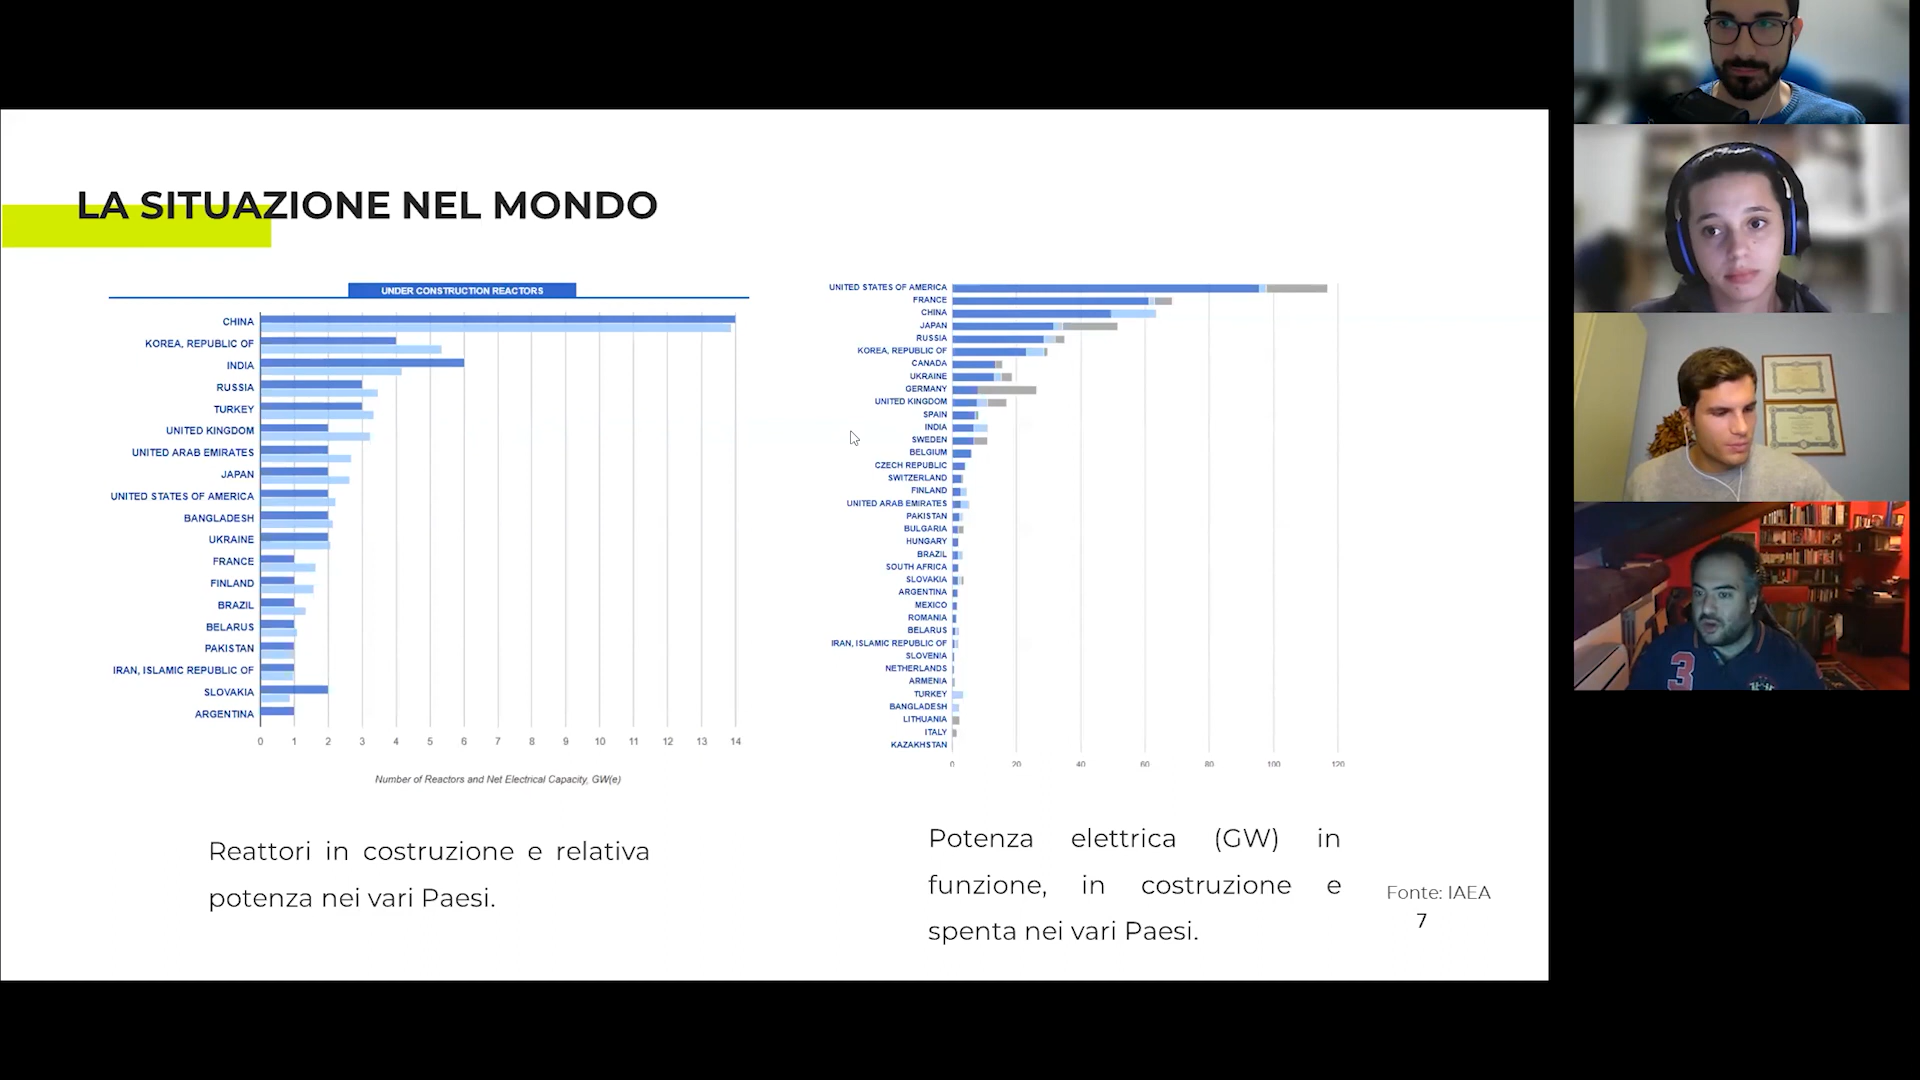 LA SITUAZIONE NEL MONDO
UNDER CONSTRUCTION REACTORS
CHINA
KOREA, REPUBLIC OF
INDIA
RUSSIA
TURKEY
UNITED KINGDOM
UNITED ARAB EMIRATES
JAPAN
UNITED STATES OF AMERICA
BANGLADESH
UKRAINE
FRANCE
FINLAND
BRAZIL
BELARUS
PAKISTAN
IRAN, ISLAMIC REPUBLIC OF
SLOVAKIA
ARGENTINA
0 1 2 3 4 5 6 7 8 9 10 11 12 13 14
Number of Reactors and Net Electrical Capacity, GW(e)
Reattori in costruzione e relativa
potenza nei vari Paesi.
UNITED STATES OF AMERICA
FRANCE
CHINA
JAPAN
RUSSIA
KOREA, REPUBLIC OF
CANADA
UKRAINE
GERMANY
UNITED KINGDOM
SPAIN
INDIA
SWEDEN
BELGIUM
CZECH REPUBLIC
SWITZERLAND
FINLAND
UNITED ARAB EMIRATES
PAKISTAN
BULGARIA
HUNGARY
BRAZIL
SOUTH AFRICA
SLOVAKIA
ARGENTINA
MEXICO
ROMANIA
BELARUS
IRAN, ISLAMIC REPUBLIC OF
SLOVENIA
NETHERLANDS
ARMENIA
TURKEY
BANGLADESH
LITHUANIA
ITALY
KAZAKHSTAN
0 20 40 60 80 100 120
Potenza elettrica (GW) in
funzione, in costruzione e
spenta nei vari Paesi.
Fonte: IAEA
7
3